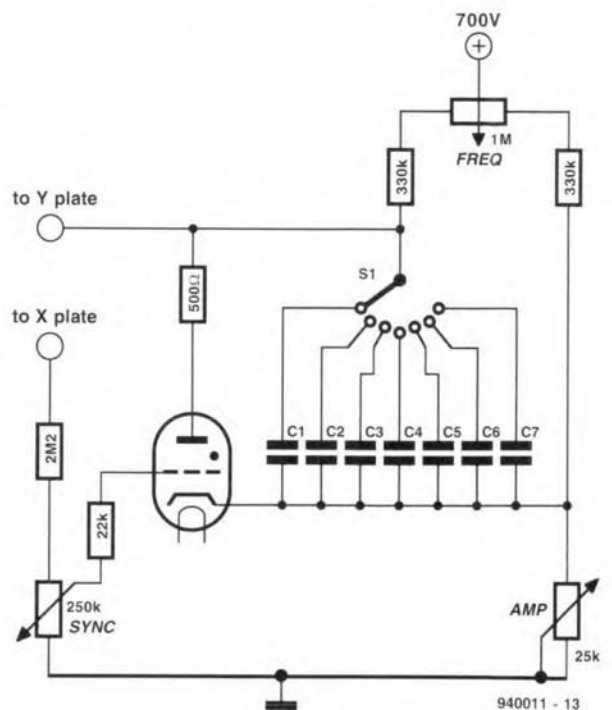 700V
1M
FREQ
330k
330k
to Y plate
500Ω
S1
to X plate
C1 C2 C3 C4 C5 C6 C7
2M2
22k
250k
SYNC
AMP
25k
940011 - 13